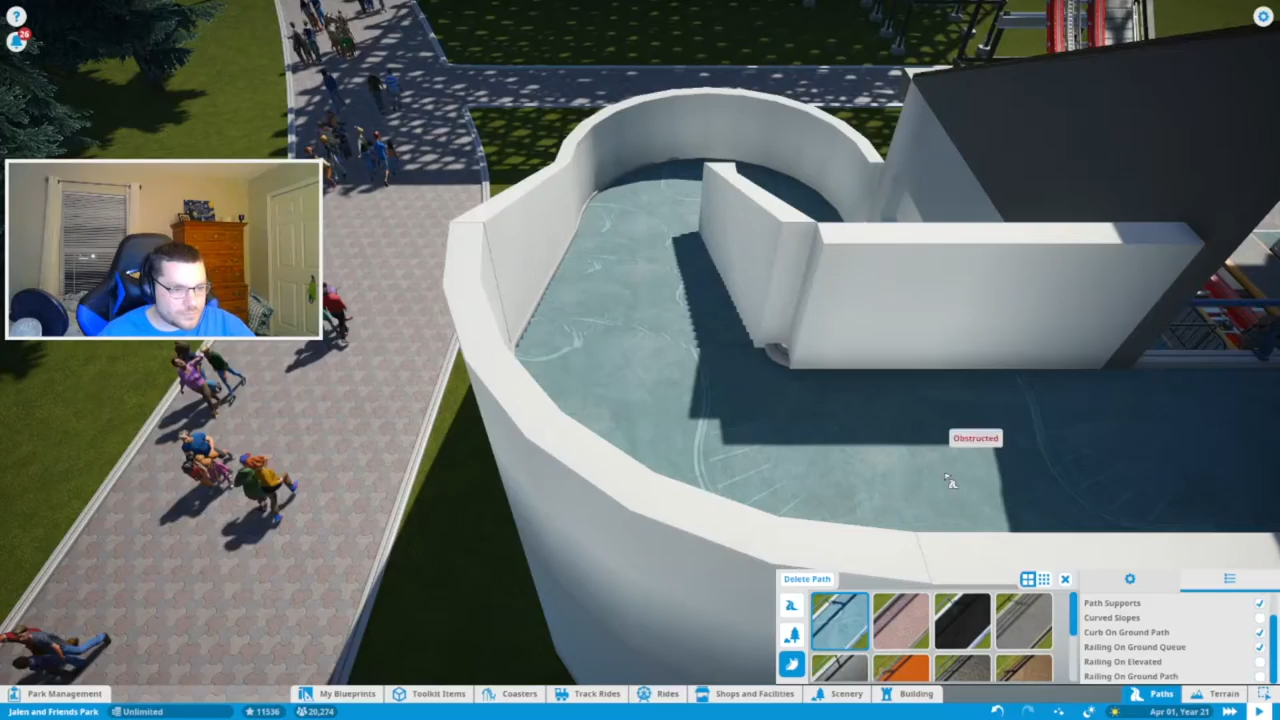 ?
26
Obstructed
Delete Path
Path Supports
Curved Slopes
Curb On Ground Path
Railing On Ground Queue
Railing On Elevated
Railing On Ground Path
Park Management
My Blueprints
Toolkit Items
Coasters
Track Rides
Rides
Shops and Facilities
Scenery
Building
Paths
Terrain
Jalen and Friends Park
Unlimited
11536
20,274
Apr 01, Year 21